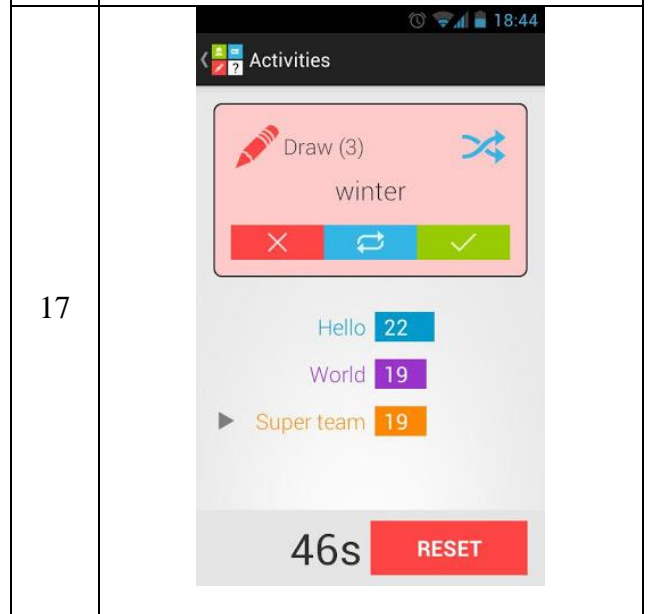 18:44
Activities
Draw (3)
winter
17
Hello 22
World 19
Super team 19
46s RESET